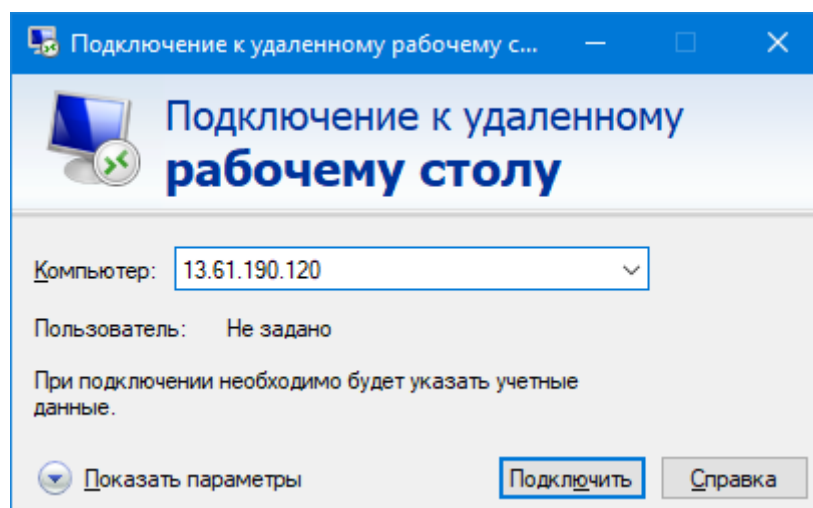 Подключение к удаленному рабочему с...
Подключение к удаленному
рабочему столу
Компьютер: 13.61.190.120
Пользователь: Не задано
При подключении необходимо будет указать учетные
данные.
Показать параметры Подключить Справка